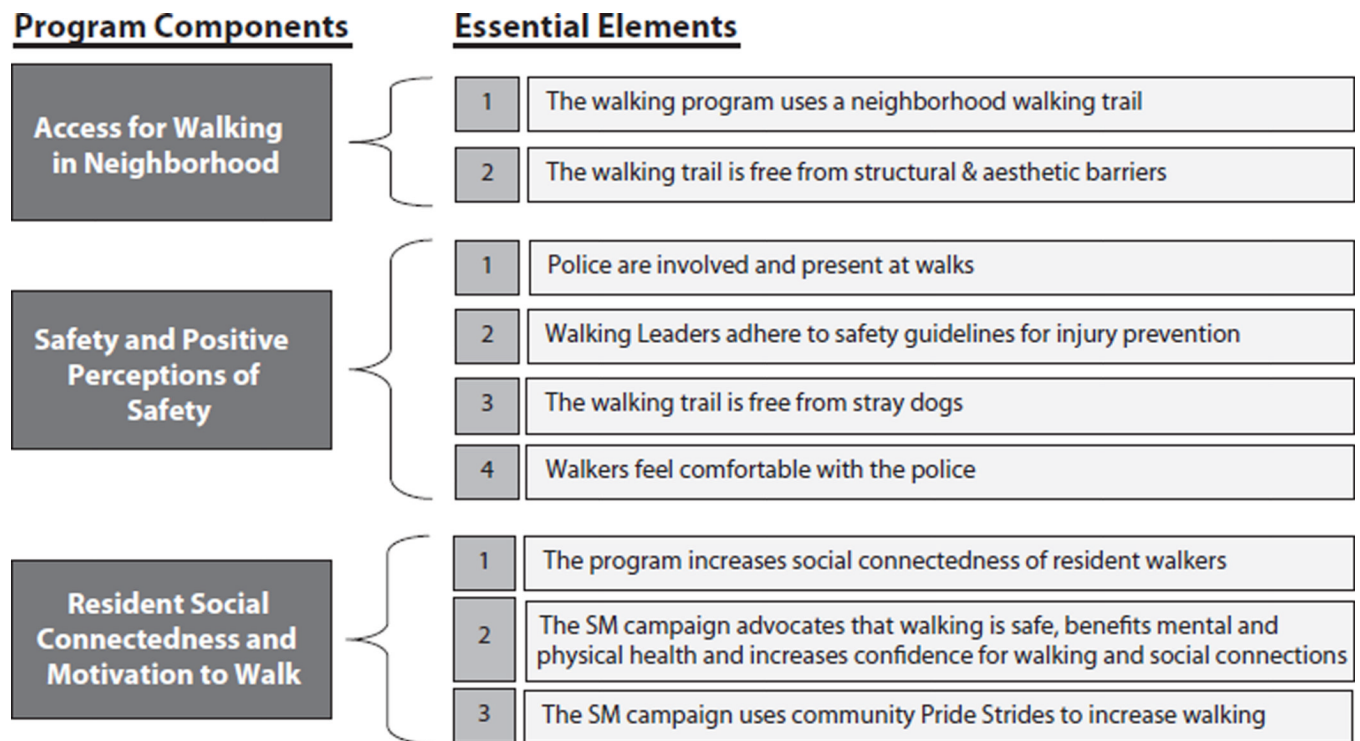 Program Components
Essential Elements
Access for Walking
in Neighborhood
1
The walking program uses a neighborhood walking trail
2
The walking trail is free from structural & aesthetic barriers
Safety and Positive
Perceptions of
Safety
1
Police are involved and present at walks
2
Walking Leaders adhere to safety guidelines for injury prevention
3
The walking trail is free from stray dogs
4
Walkers feel comfortable with the police
Resident Social
Connectedness and
Motivation to Walk
1
The program increases social connectedness of resident walkers
2
The SM campaign advocates that walking is safe, benefits mental and
physical health and increases confidence for walking and social connections
3
The SM campaign uses community Pride Strides to increase walking